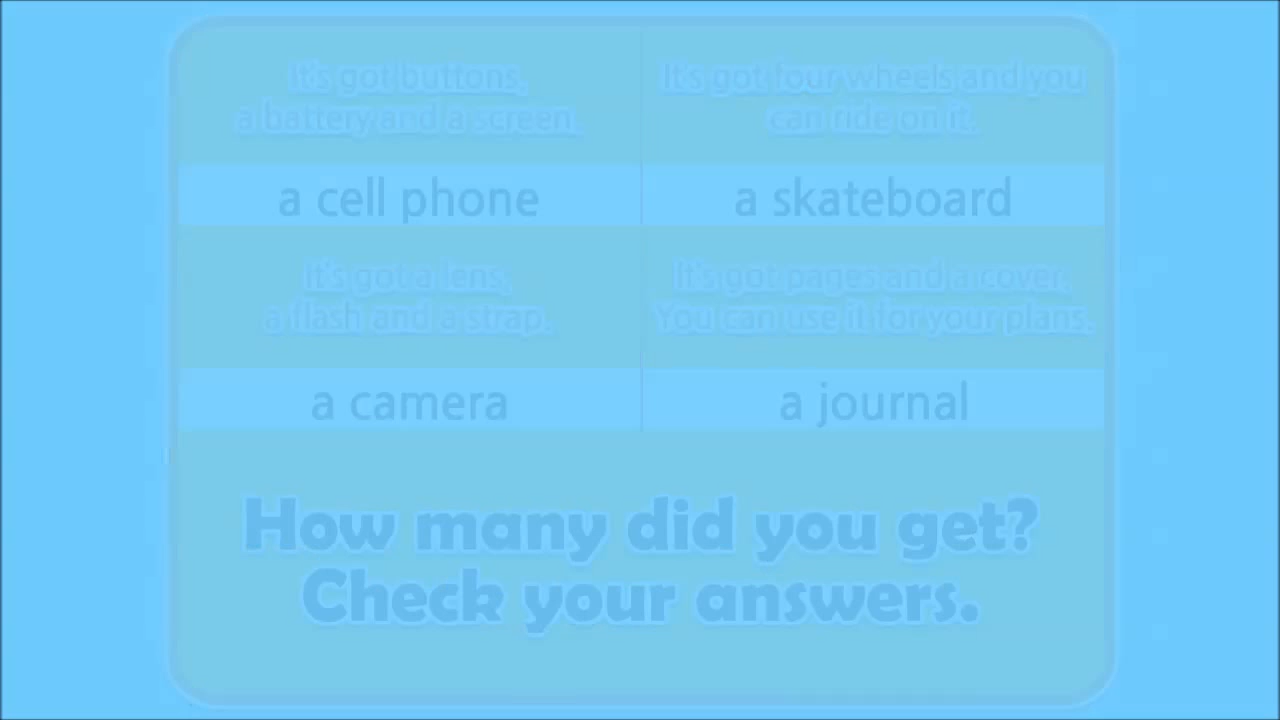 It's got buttons,
a battery and a screen.
a cell phone
It's got four wheels and you
can ride on it.
a skateboard
It's got a lens,
a flash and a strap.
a camera
It's got pages and a cover.
You can use it for your plans.
a journal
How many did you get?
Check your answers.